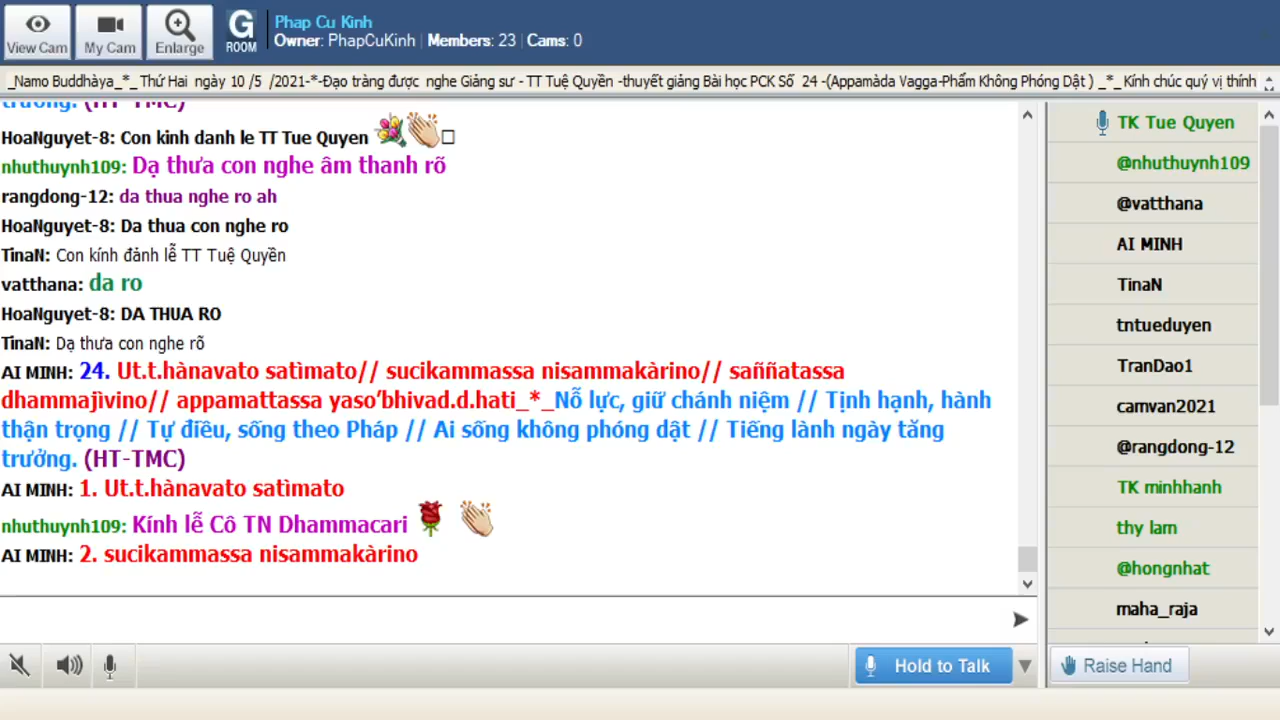 Phap Cu Kinh
View Cam
My Cam
Enlarge
G
ROOM
Owner: PhapCuKinh | Members: 23 | Cams: 0
_Namo Buddhàya_*_Thứ Hai ngày 10 /5 /2021-*-Đạo tràng được nghe Giảng sư - TT Tuệ Quyền -thuyết giảng Bài học PCK Số 24 -(Appamàda Vagga-Phẩm Không Phóng Dật ) _*_Kính chúc quý vị thính
trưởng. (HT-TMC)
HoaNguyet-8: Con kinh danh le TT Tue Quyen
nhuthuynh109: Dạ thưa con nghe âm thanh rõ
rangdong-12: da thua nghe ro ah
HoaNguyet-8: Da thua con nghe ro
TinaN: Con kính đảnh lễ TT Tuệ Quyền
vatthana: da ro
HoaNguyet-8: DA THUA RO
TinaN: Dạ thưa con nghe rõ
AI MINH: 24. Ut.t.hànavato satìmato// sucikammassa nisammakàrino// saññatassa
dhammajìvino// appamattassa yaso’bhivad.d.hati_*_Nỗ lực, giữ chánh niệm // Tịnh hạnh, hành
thận trọng // Tự điều, sống theo Pháp // Ai sống không phóng dật // Tiếng lành ngày tăng
trưởng. (HT-TMC)
AI MINH: 1. Ut.t.hànavato satìmato
nhuthuynh109: Kính lễ Cô TN Dhammacari
AI MINH: 2. sucikammassa nisammakàrino
TK Tue Quyen
@nhuthuynh109
@vatthana
AI MINH
TinaN
tntueduyen
TranDao1
camvan2021
@rangdong-12
TK minhhanh
thy lam
@hongnhat
maha_raja
Hold to Talk
Raise Hand